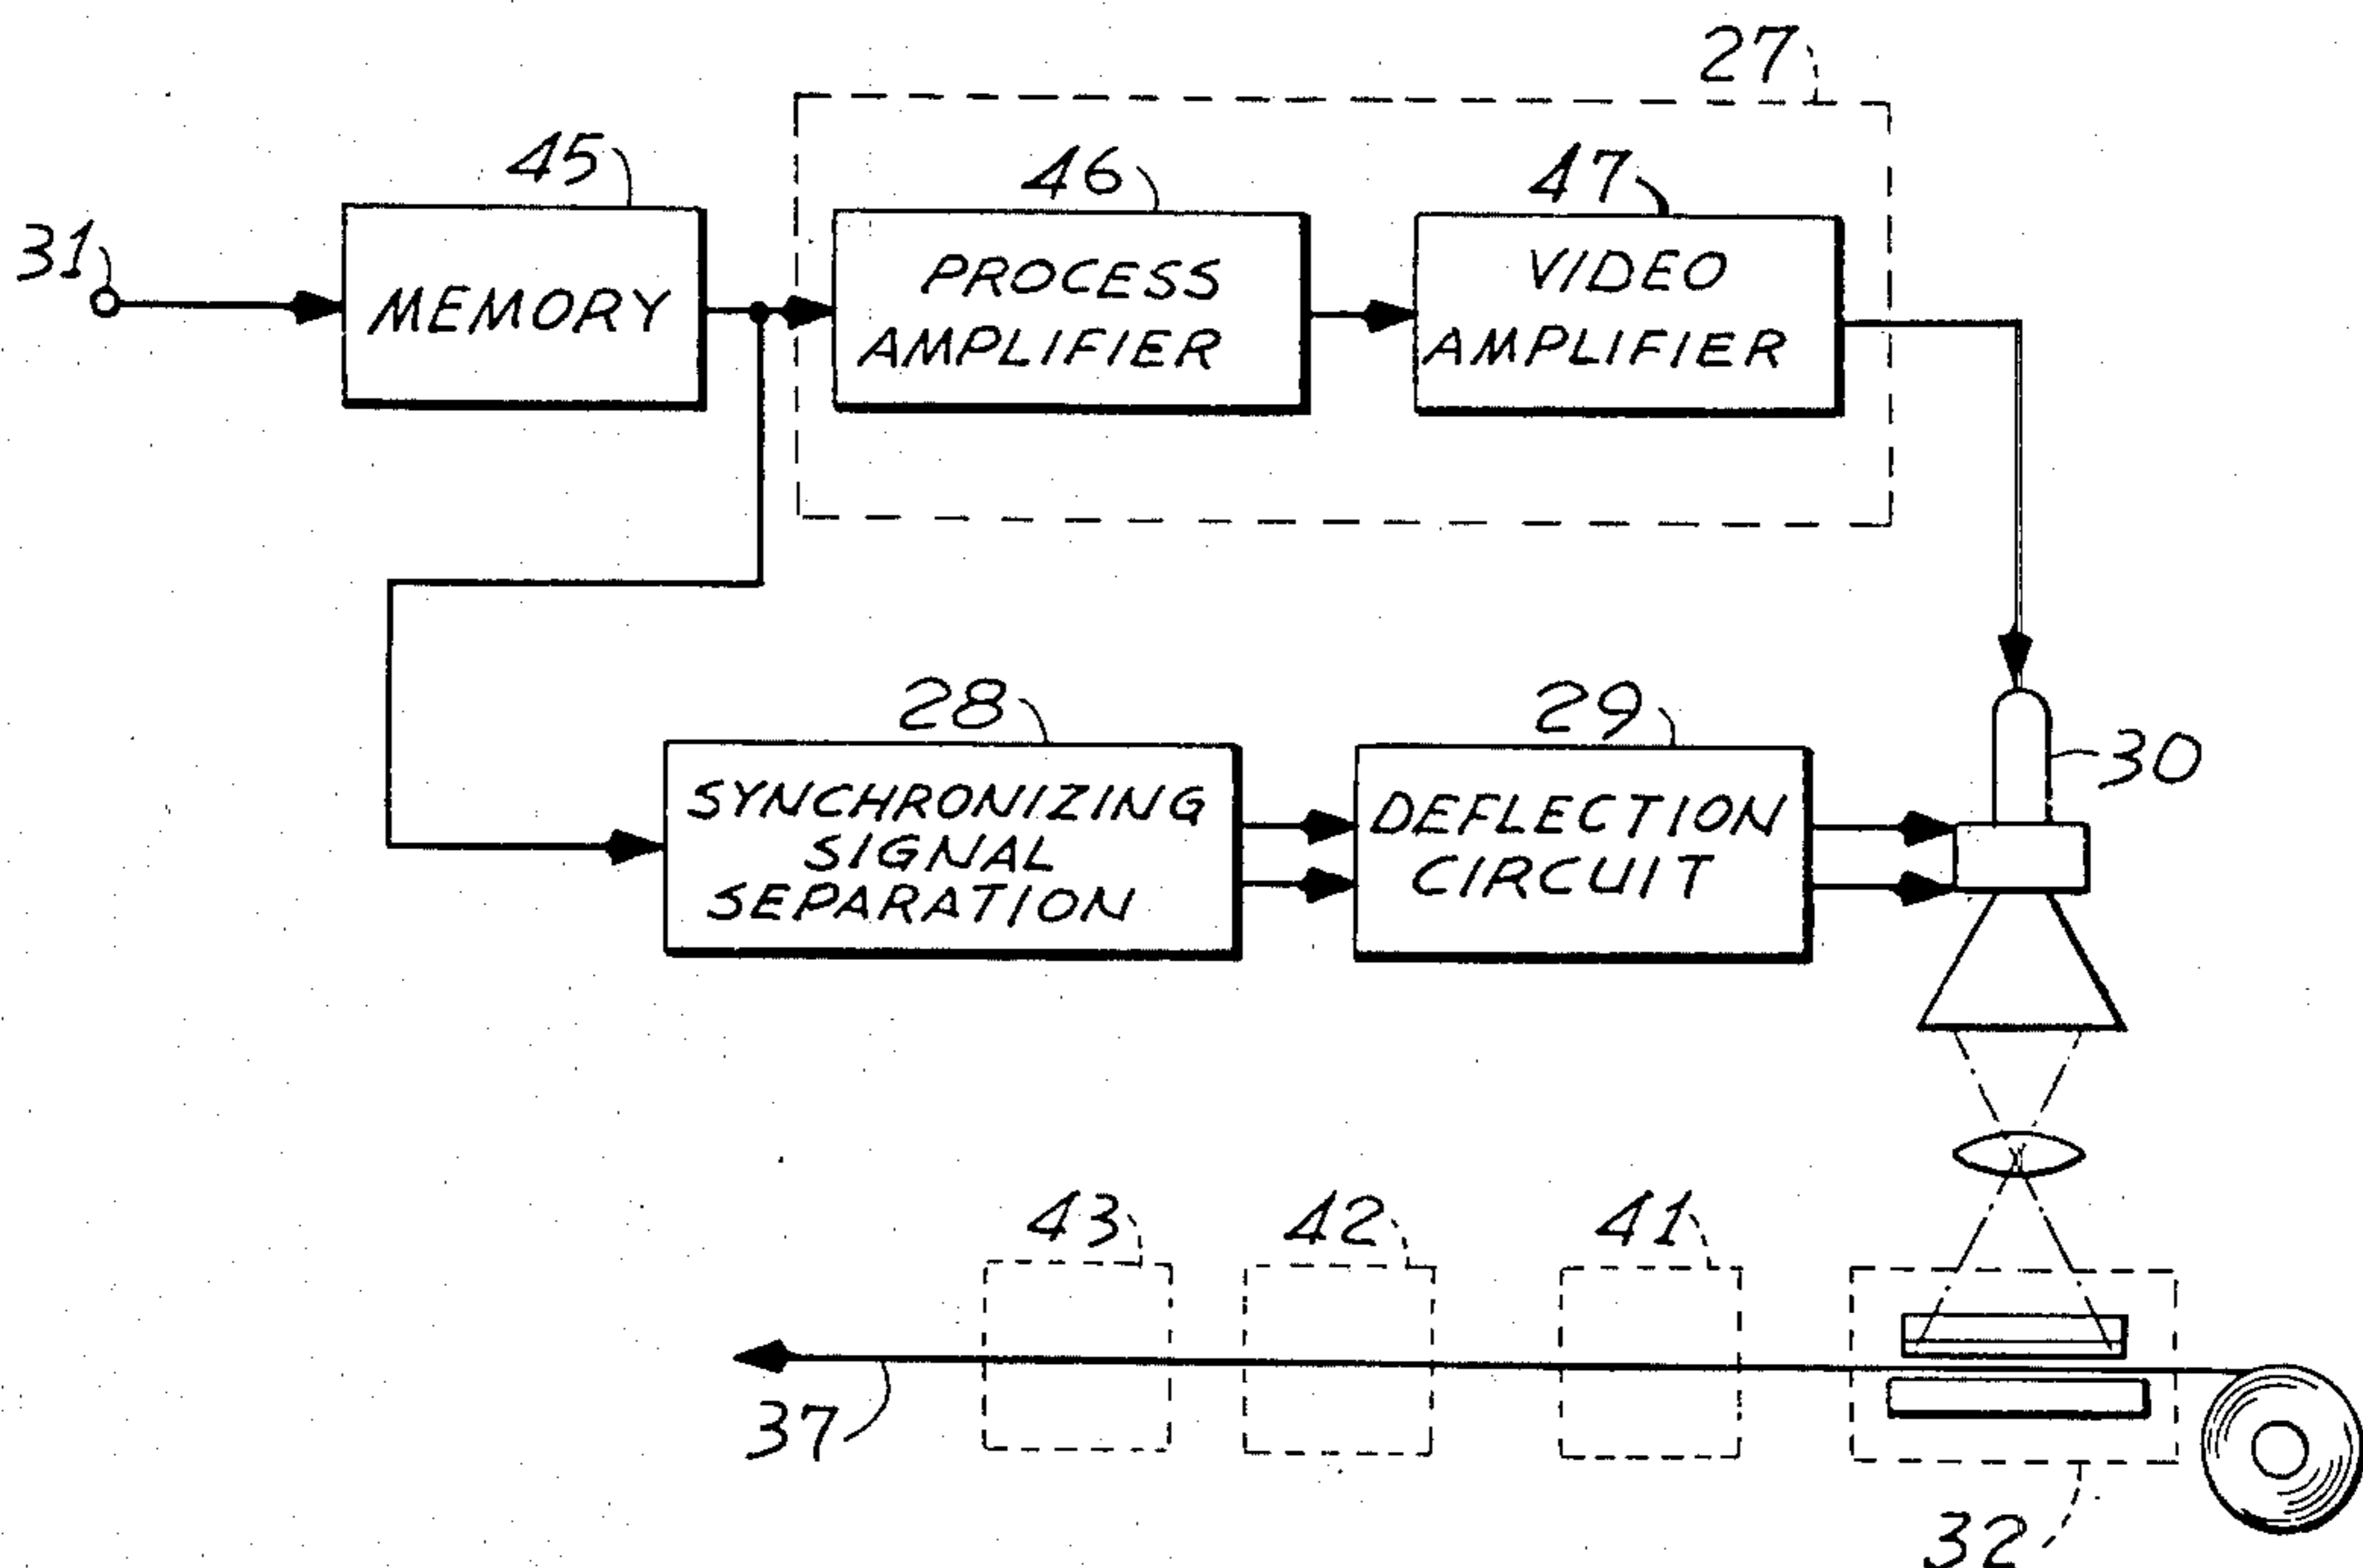 27
45
46
47
31
MEMORY
PROCESS
AMPLIFIER
VIDEO
AMPLIFIER
28
29
30
SYNCHRONIZING
SIGNAL
SEPARATION
DEFLECTION
CIRCUIT
43
42
41
37
32